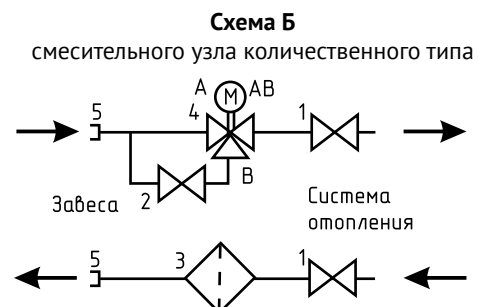 Схема Б
смесительного узла количественного типа
A M AB
5 4 1
B
Завеса 2 Система
отопления
5 3 1